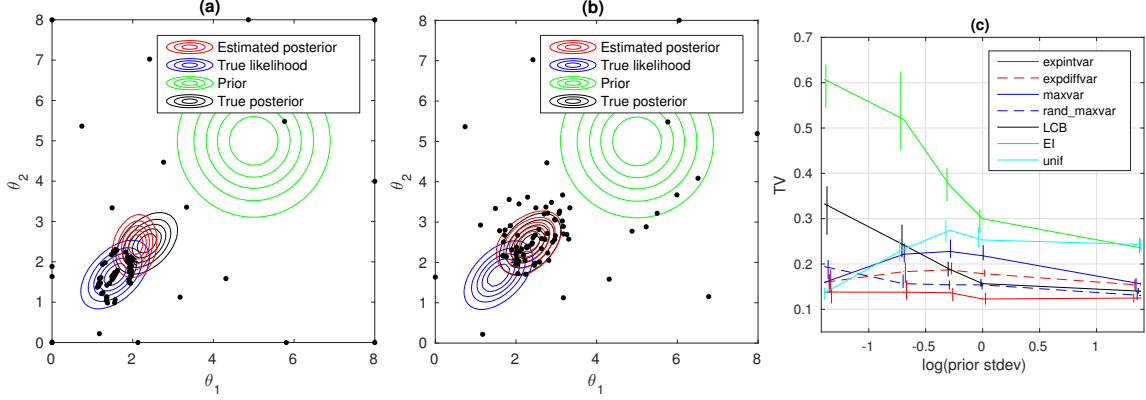 (a)
8
7
6
5
4
3
2
1
0
θ2
0
2
4
6
8
θ1
Estimated posterior
True likelihood
Prior
True posterior
(b)
8
7
6
5
4
3
2
1
0
θ2
0
2
4
6
8
θ1
Estimated posterior
True likelihood
Prior
True posterior
(c)
0.7
0.6
0.5
0.4
0.3
0.2
0.1
TV
-1
-0.5
0
0.5
1
log(prior stdev)
expintvar
expdiffvar
maxvar
rand_maxvar
LCB
EI
unif